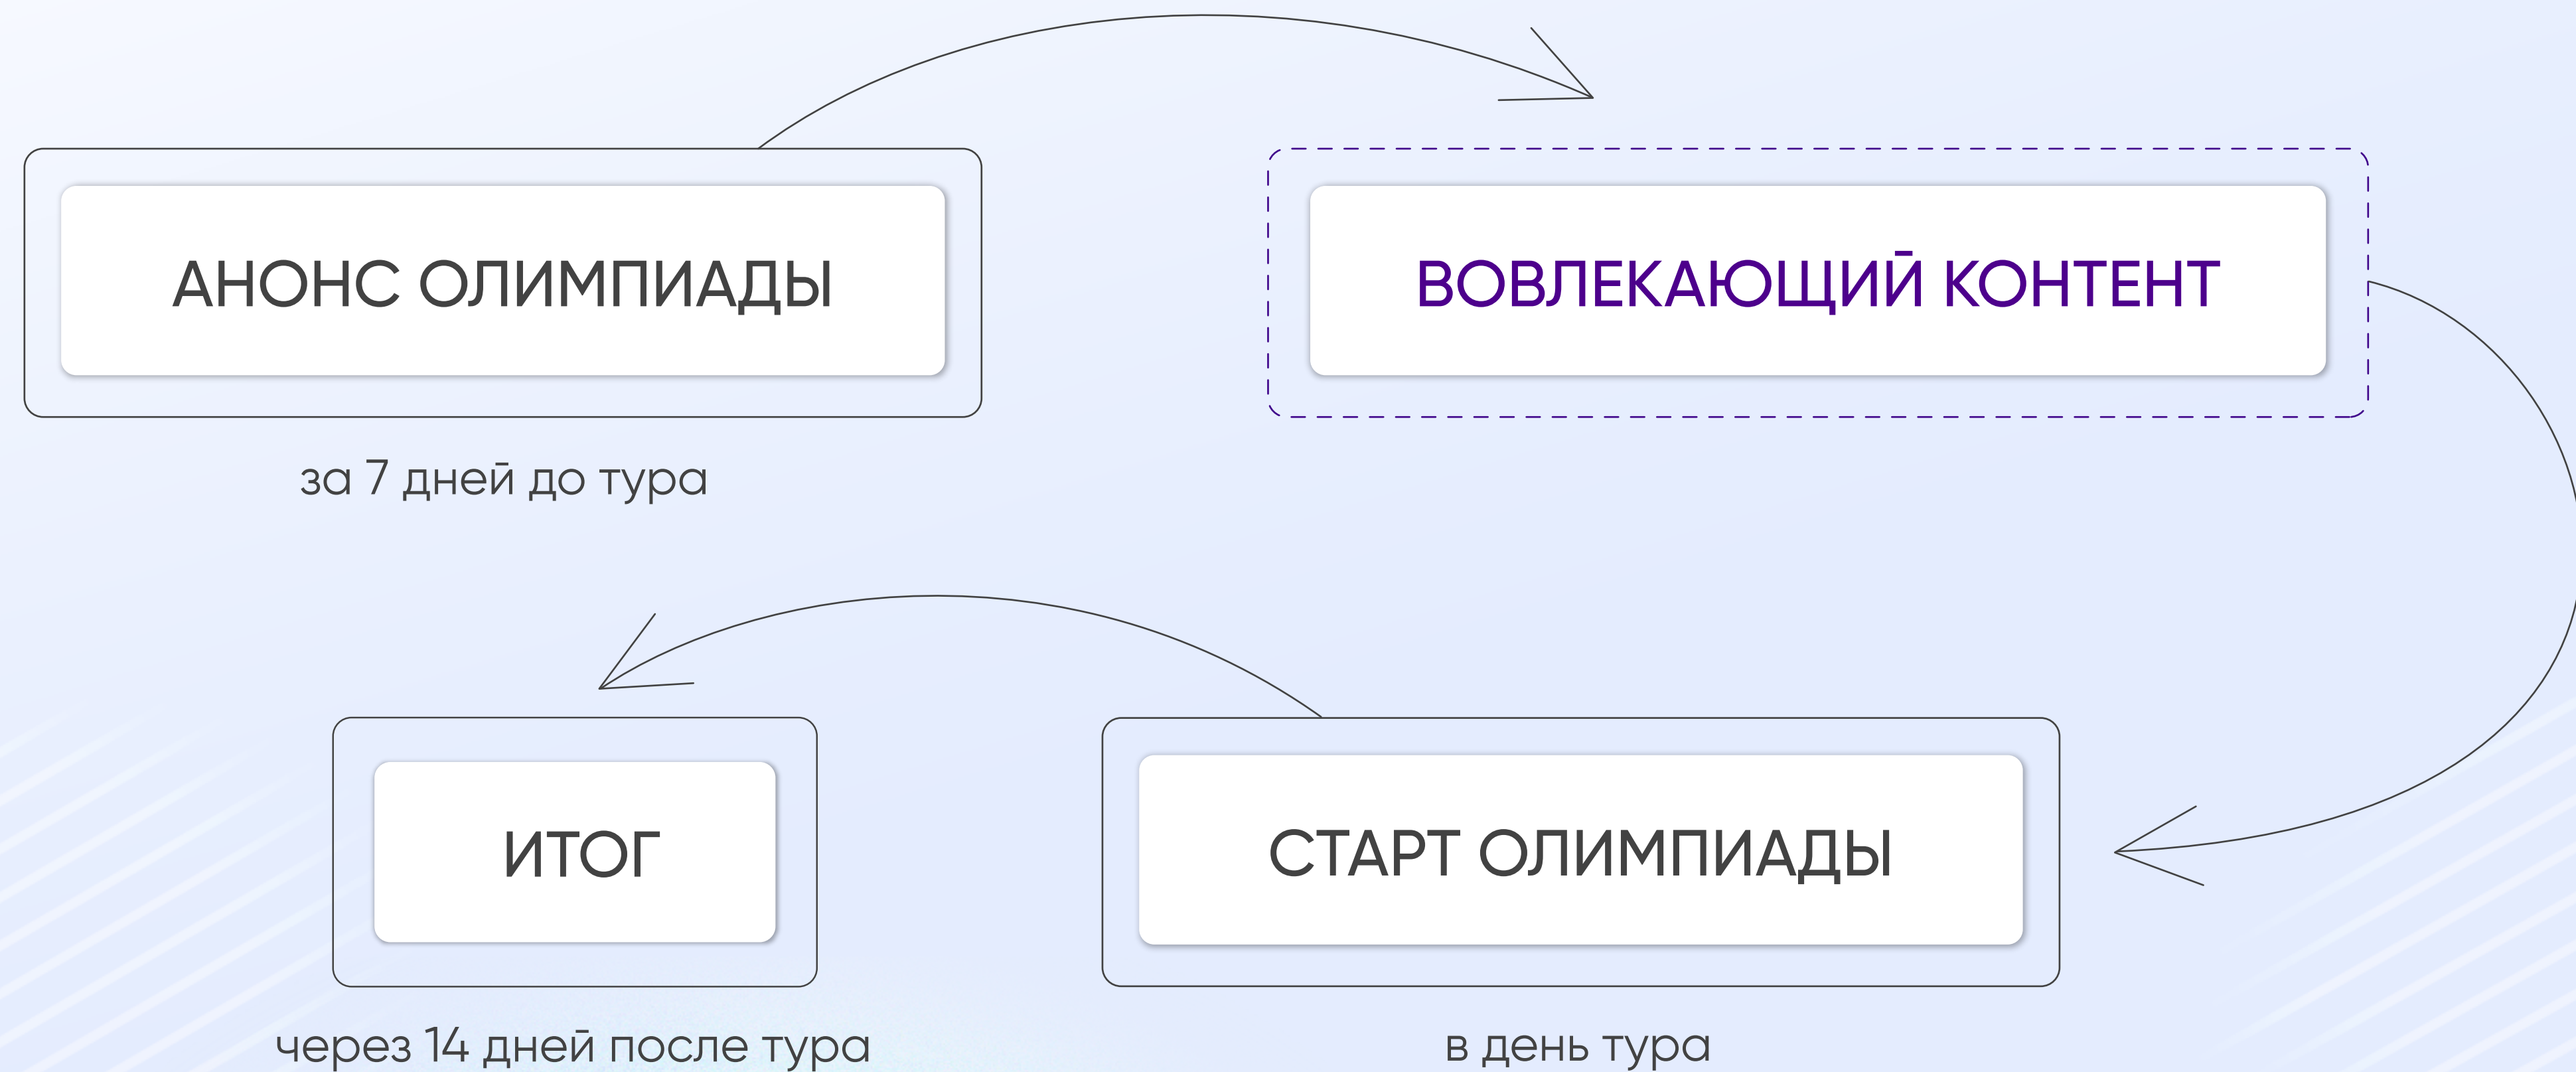 АНОНС ОЛИМПИАДЫ
за 7 дней до тура
ВОВЛЕКАЮЩИЙ КОНТЕНТ
СТАРТ ОЛИМПИАДЫ
в день тура
ИТОГ
через 14 дней после тура